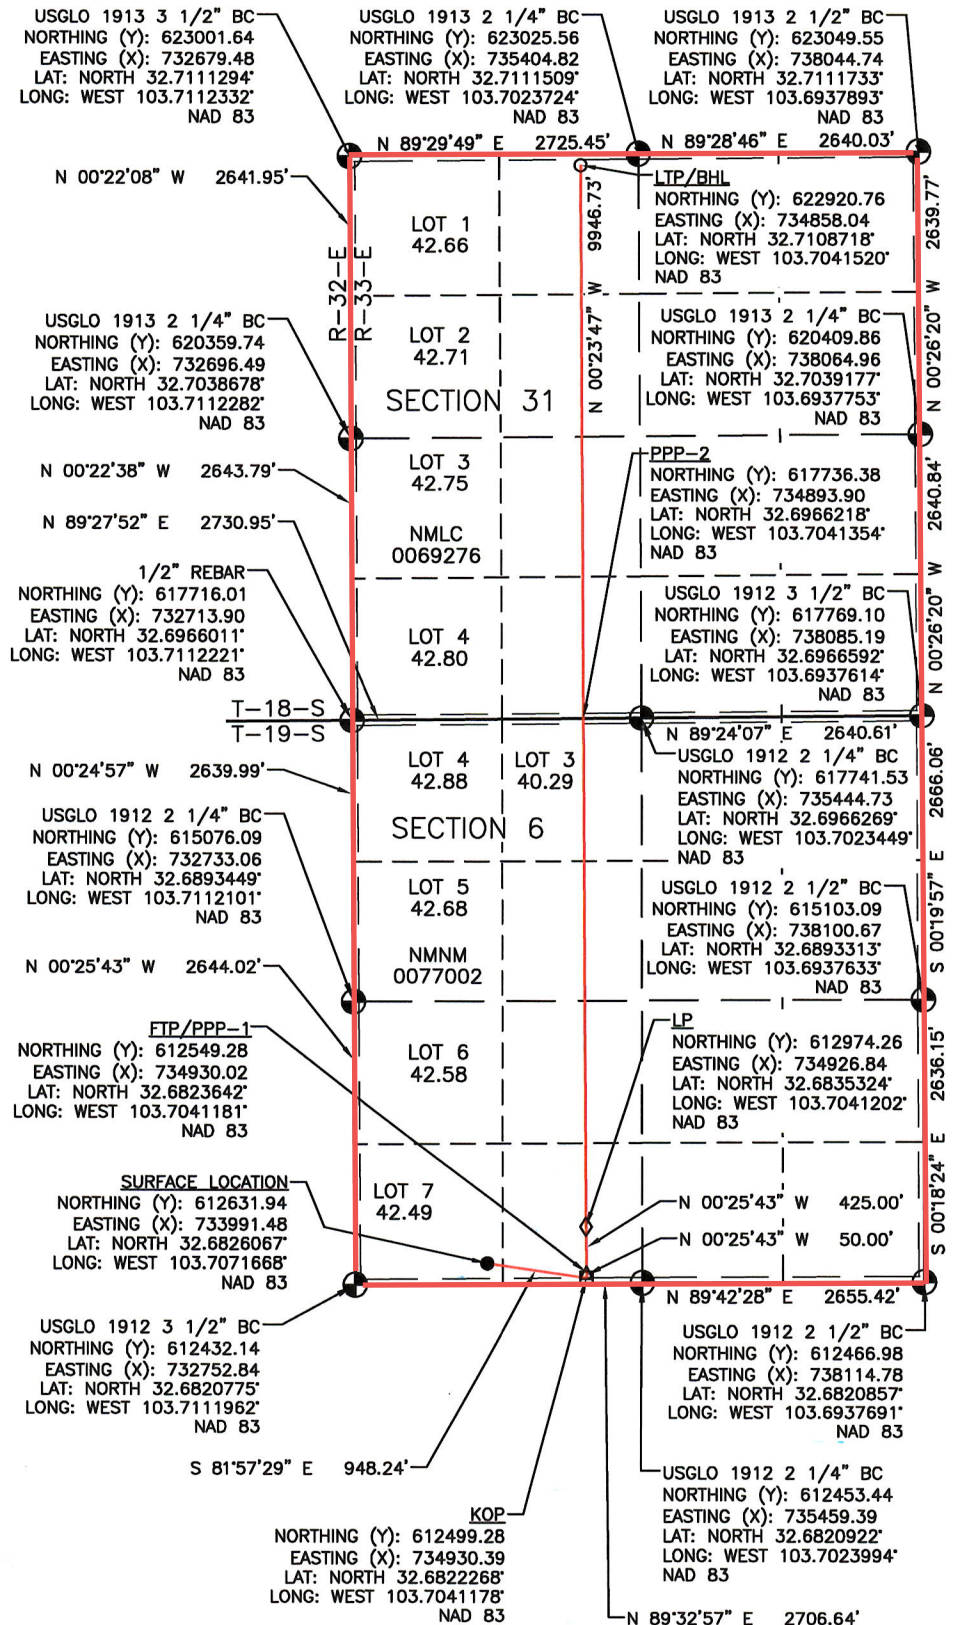 USGLO 1913 3 1/2" BC
NORTHING (Y): 623001.64
EASTING (X): 732679.48
LAT: NORTH 32.7111294°
LONG: WEST 103.7112332°
NAD 83
USGLO 1913 2 1/4" BC
NORTHING (Y): 623025.56
EASTING (X): 735404.82
LAT: NORTH 32.7111509°
LONG: WEST 103.7023724°
NAD 83
USGLO 1913 2 1/2" BC
NORTHING (Y): 623049.55
EASTING (X): 738044.74
LAT: NORTH 32.7111733°
LONG: WEST 103.6937893°
NAD 83
N 89°29'49" E 2725.45'
N 89°28'46" E 2640.03'
N 00°22'08" W 2641.95'
LTP/BHL
NORTHING (Y): 622920.76
EASTING (X): 734858.04
LAT: NORTH 32.7108718°
LONG: WEST 103.7041520°
NAD 83
N 00°23'47" W 9946.73'
N 00°26'20" W 2639.77'
LOT 1
42.66
R-32-E
R-33-E
USGLO 1913 2 1/4" BC
NORTHING (Y): 620359.74
EASTING (X): 732696.49
LAT: NORTH 32.7038678°
LONG: WEST 103.7112282°
NAD 83
LOT 2
42.71
SECTION 31
USGLO 1913 2 1/4" BC
NORTHING (Y): 620409.86
EASTING (X): 738064.96
LAT: NORTH 32.7039177°
LONG: WEST 103.6937753°
NAD 83
N 00°22'38" W 2643.79'
LOT 3
42.75
NMLC
0069276
PPP-2
NORTHING (Y): 617736.38
EASTING (X): 734893.90
LAT: NORTH 32.6966218°
LONG: WEST 103.7041354°
NAD 83
N 00°26'20" W 2640.84'
N 89°27'52" E 2730.95'
1/2" REBAR
NORTHING (Y): 617716.01
EASTING (X): 732713.90
LAT: NORTH 32.6966011°
LONG: WEST 103.7112221°
NAD 83
LOT 4
42.80
USGLO 1912 3 1/2" BC
NORTHING (Y): 617769.10
EASTING (X): 738085.19
LAT: NORTH 32.6966592°
LONG: WEST 103.6937614°
NAD 83
T-18-S
T-19-S
N 89°24'07" E 2640.61'
N 00°24'57" W 2639.99'
LOT 4
42.88
LOT 3
40.29
USGLO 1912 2 1/4" BC
NORTHING (Y): 617741.53
EASTING (X): 735444.73
LAT: NORTH 32.6966269°
LONG: WEST 103.7023449°
NAD 83
S 00°19'57" E 2666.06'
SECTION 6
USGLO 1912 2 1/4" BC
NORTHING (Y): 615076.09
EASTING (X): 732733.06
LAT: NORTH 32.6893449°
LONG: WEST 103.7112101°
NAD 83
LOT 5
42.68
NMNM
0077002
USGLO 1912 2 1/2" BC
NORTHING (Y): 615103.09
EASTING (X): 738100.67
LAT: NORTH 32.6893313°
LONG: WEST 103.6937633°
NAD 83
N 00°25'43" W 2644.02'
FTP/PPP-1
NORTHING (Y): 612549.28
EASTING (X): 734930.02
LAT: NORTH 32.6823642°
LONG: WEST 103.7041181°
NAD 83
LOT 6
42.58
LP
NORTHING (Y): 612974.26
EASTING (X): 734926.84
LAT: NORTH 32.6835324°
LONG: WEST 103.7041202°
NAD 83
S 00°18'24" E 2636.15'
SURFACE LOCATION
NORTHING (Y): 612631.94
EASTING (X): 733991.48
LAT: NORTH 32.6826067°
LONG: WEST 103.7071668°
NAD 83
LOT 7
42.49
N 00°25'43" W 425.00'
N 00°25'43" W 50.00'
N 89°42'28" E 2655.42'
USGLO 1912 3 1/2" BC
NORTHING (Y): 612432.14
EASTING (X): 732752.84
LAT: NORTH 32.6820775°
LONG: WEST 103.7111962°
NAD 83
USGLO 1912 2 1/2" BC
NORTHING (Y): 612466.98
EASTING (X): 738114.78
LAT: NORTH 32.6820857°
LONG: WEST 103.6937691°
NAD 83
S 81°57'29" E 948.24'
USGLO 1912 2 1/4" BC
NORTHING (Y): 612453.44
EASTING (X): 735459.39
LAT: NORTH 32.6820922°
LONG: WEST 103.7023994°
NAD 83
KOP
NORTHING (Y): 612499.28
EASTING (X): 734930.39
LAT: NORTH 32.6822268°
LONG: WEST 103.7041178°
NAD 83
N 89°32'57" E 2706.64'